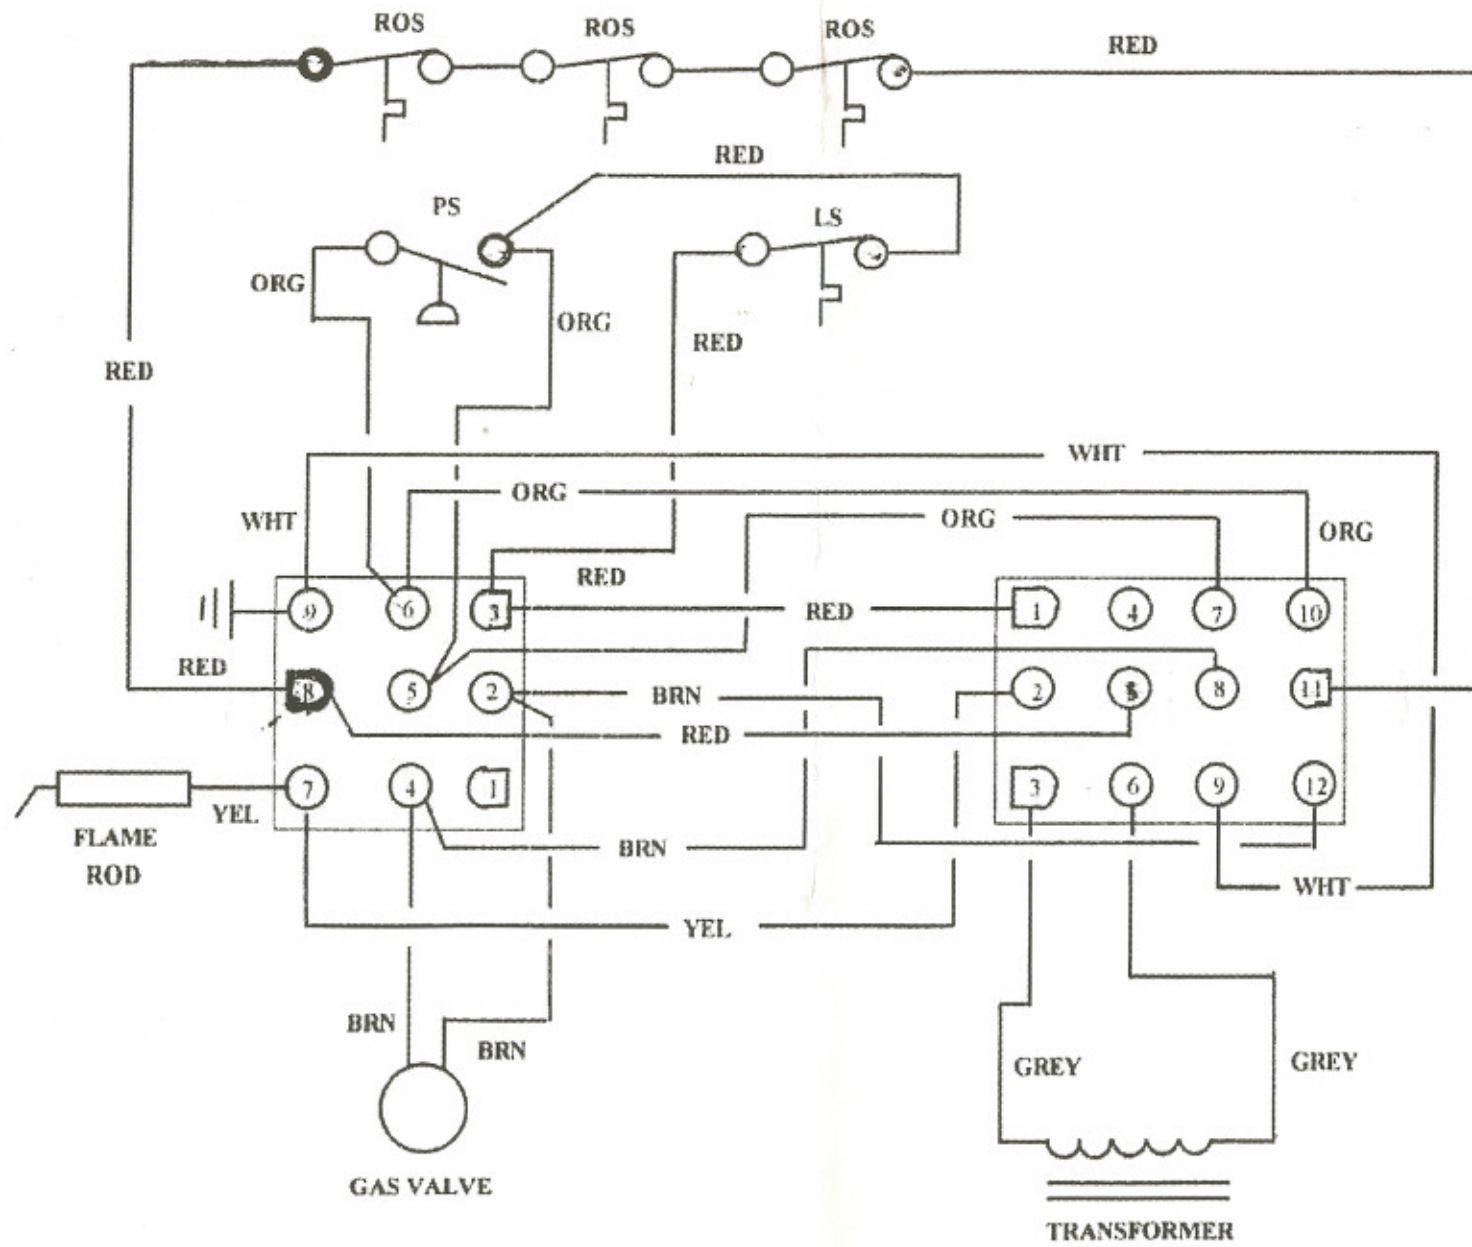 ROS ROS ROS RED
RED
PS LS
ORG ORG RED
RED
WHT
ORG
ORG
WHT ORG
RED
9 6 3 RED 1 4 7 10
RED
8 5 2 BRN 2 5 8 11
RED
7 4 1 3 6 9 12
YEL
FLAME
ROD
BRN
WHT
YEL
BRN BRN
GREY GREY
GAS VALVE
TRANSFORMER